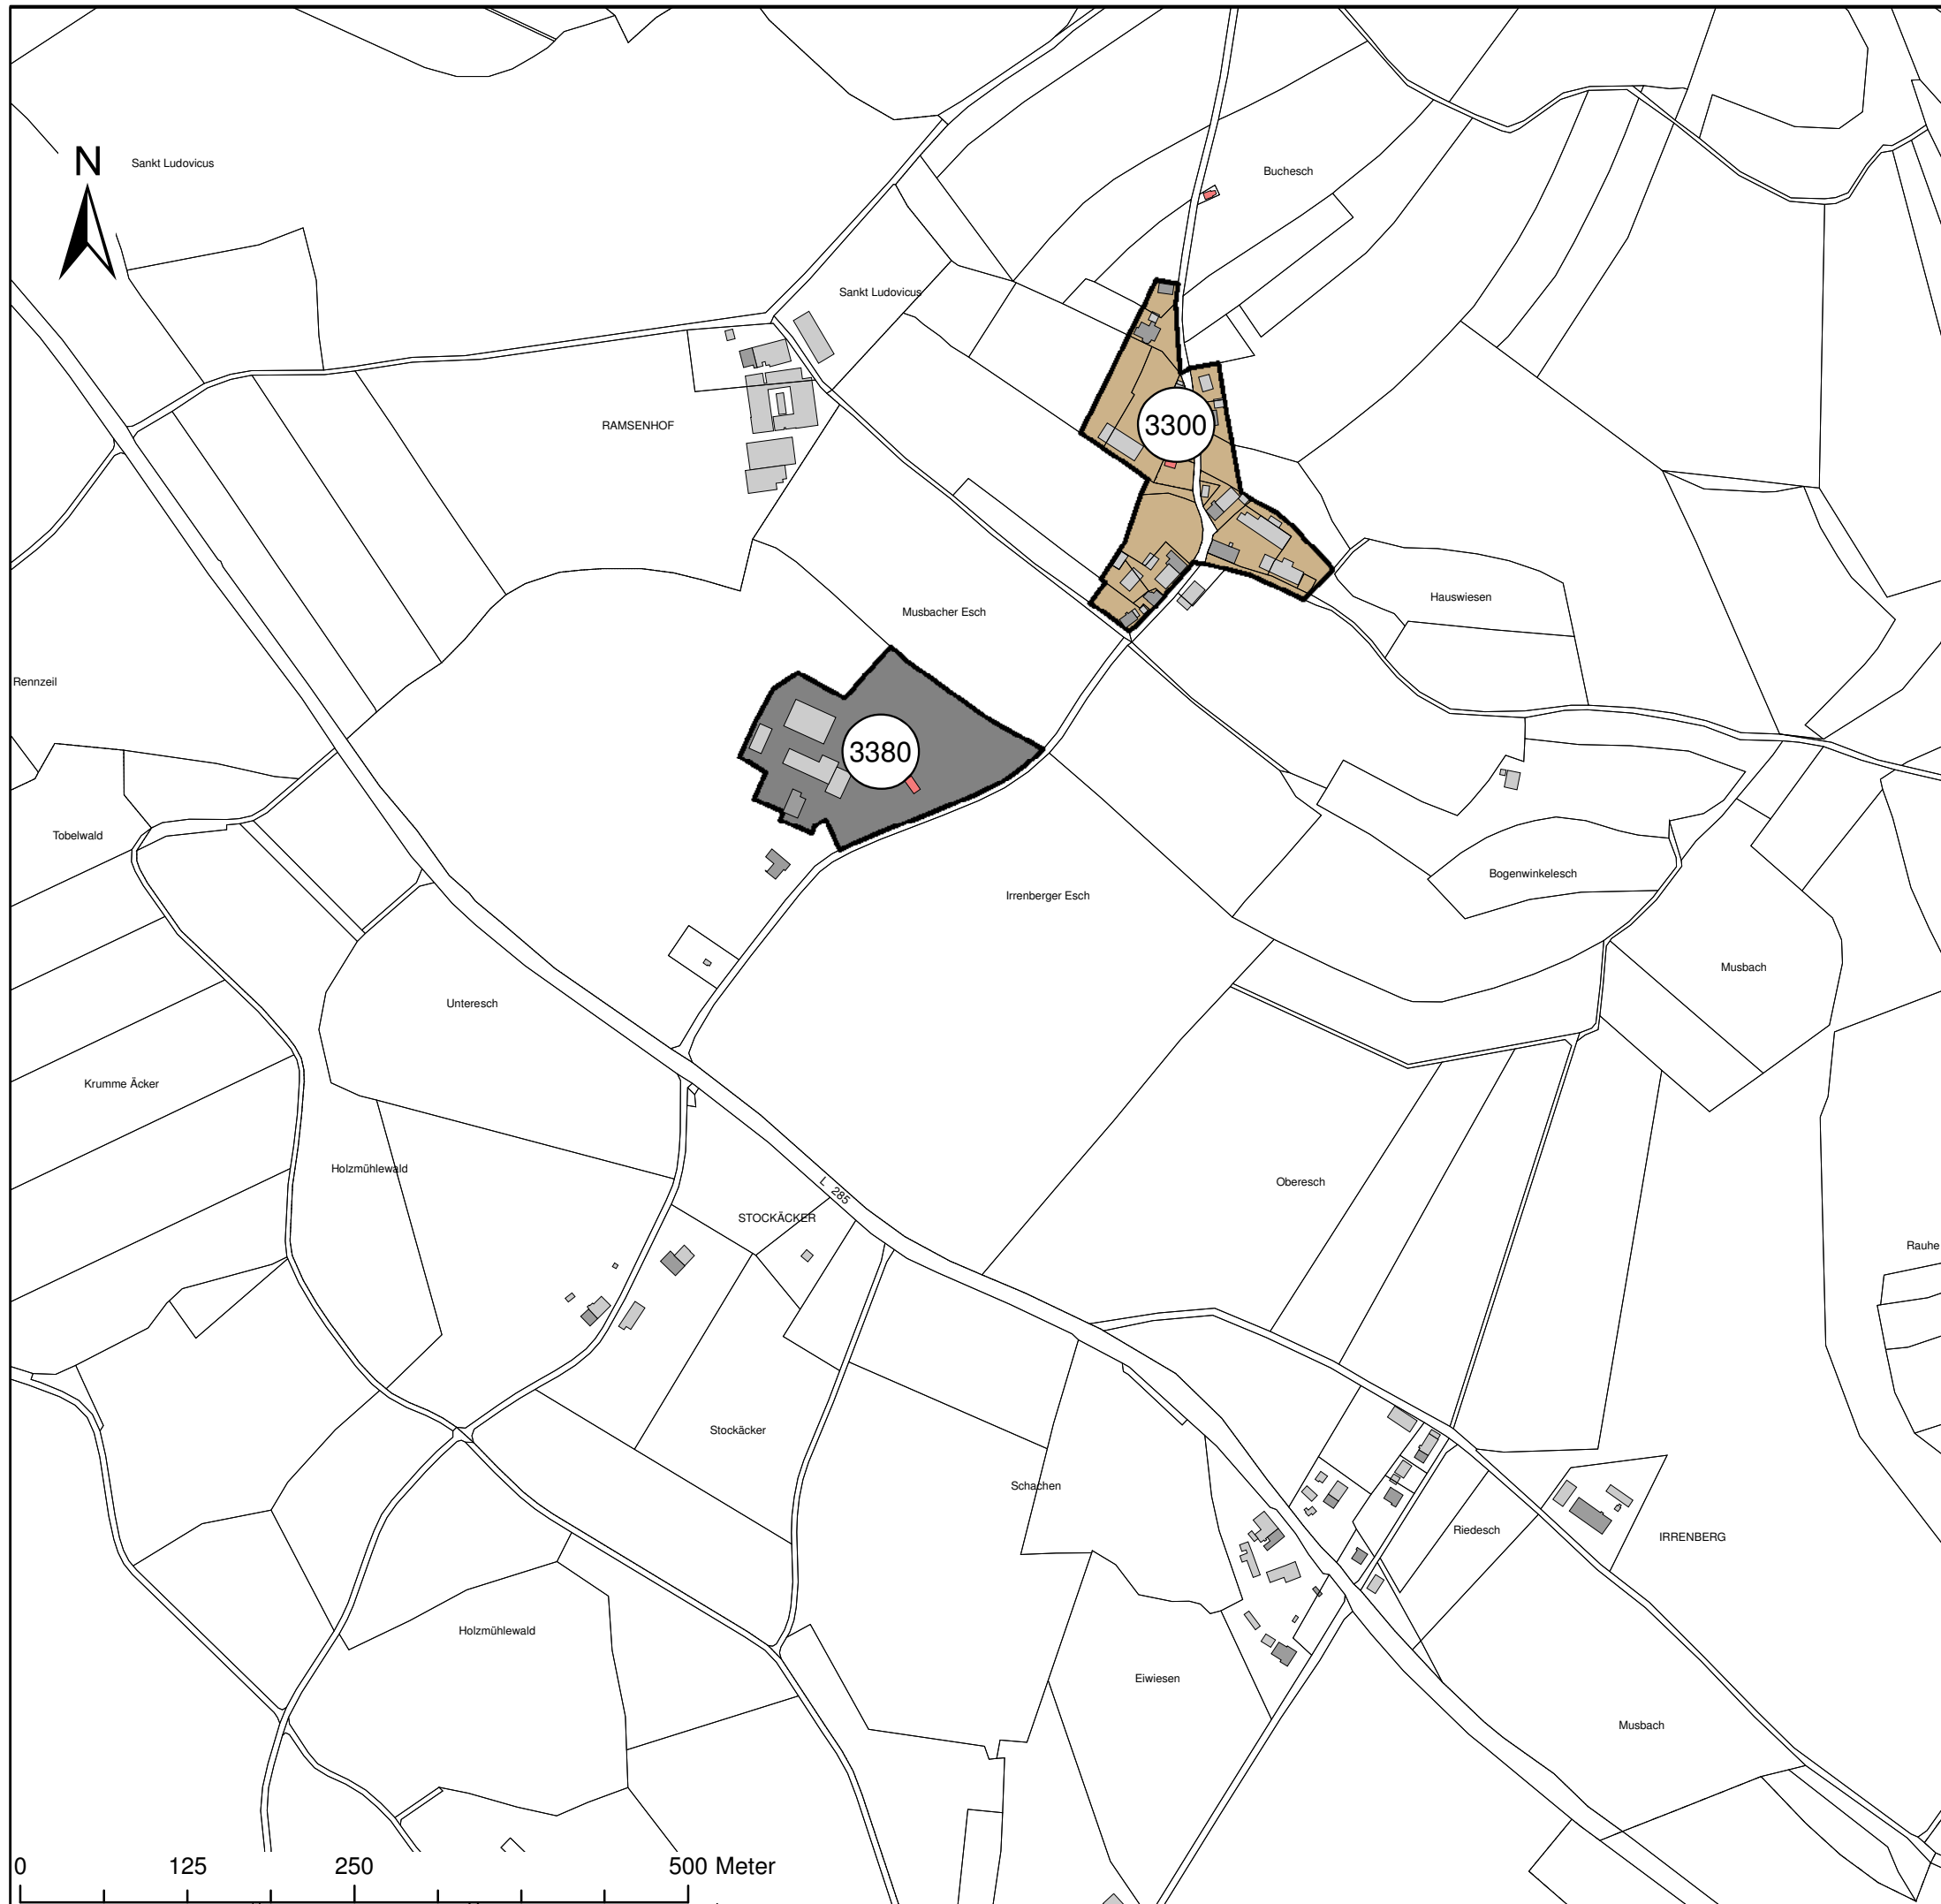 N
Sankt Ludovicus
Buchesch
Sankt Ludovicus
RAMSENHOF
3300
Hauswiesen
Musbacher Esch
Rennzeil
3380
Tobelwald
Bogenwinkelesch
Irrenberger Esch
Musbach
Unteresch
Krumme Äcker
Holzmühlewald
Oberesch
L 285
STOCKÄCKER
Rauhe
Stockäcker
Schachen
Riedesch
IRRENBERG
Holzmühlewald
Eiwiesen
Musbach
0 125 250 500 Meter